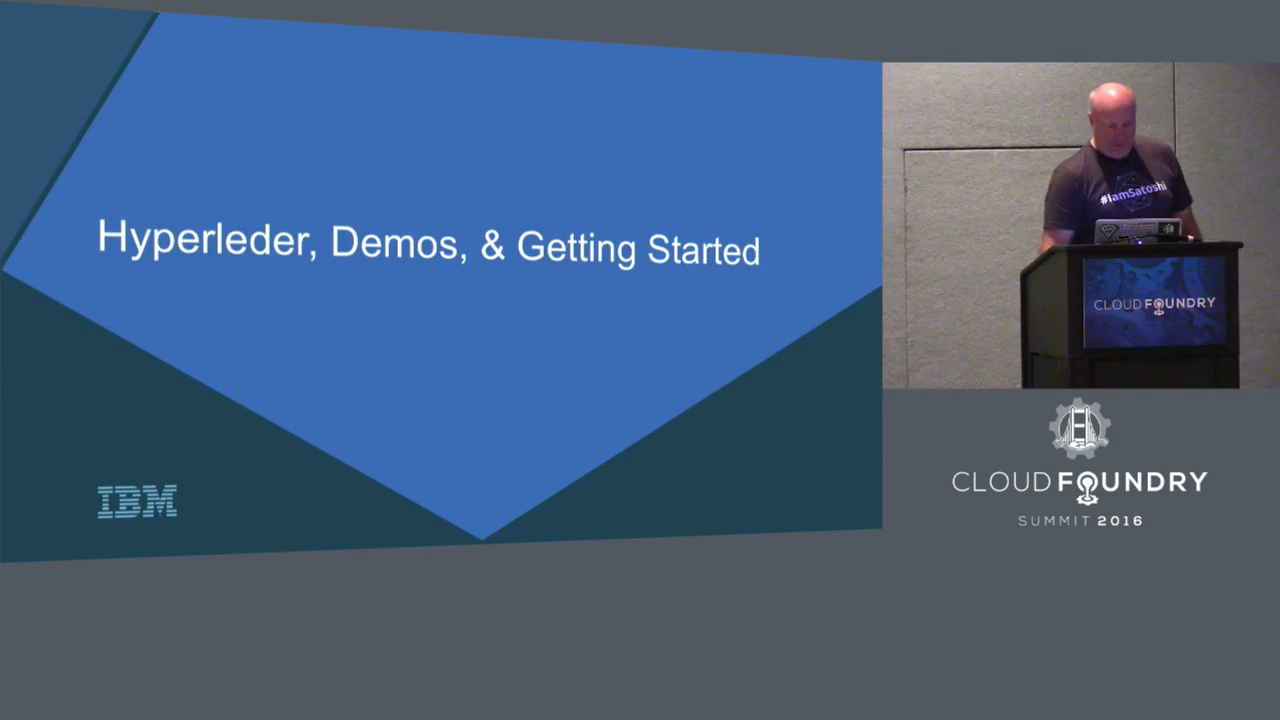 Hyperleder, Demos, & Getting Started
IBM
#IamSatoshi
CLOUD FOUNDRY
CLOUD FOUNDRY
SUMMIT 2016